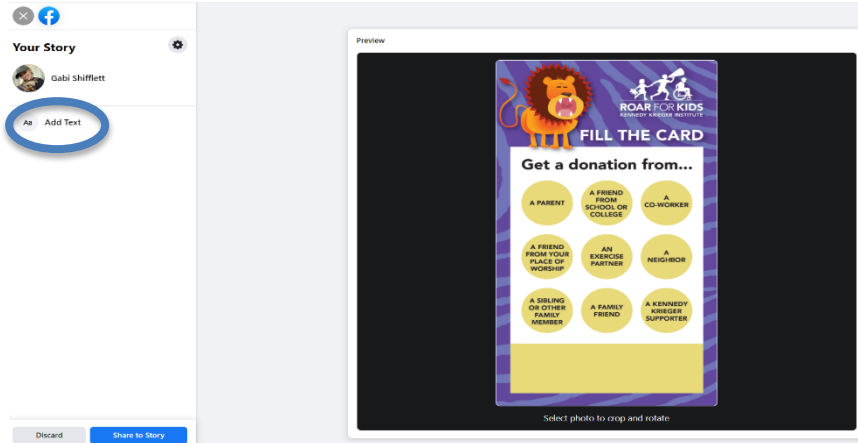 Your Story
Gabi Shifflett
Aa Add Text
Discard
Share to Story
Preview
ROAR FOR KIDS
KENNEDY KRIEGER INSTITUTE
FILL THE CARD
Get a donation from...
A PARENT
A FRIEND
FROM
SCHOOL OR
COLLEGE
A
CO-WORKER
A FRIEND
FROM YOUR
PLACE OF
WORSHIP
AN
EXERCISE
PARTNER
A
NEIGHBOR
A SIBLING
OR OTHER
FAMILY
MEMBER
A FAMILY
FRIEND
A KENNEDY
KRIEGER
SUPPORTER
Select photo to crop and rotate